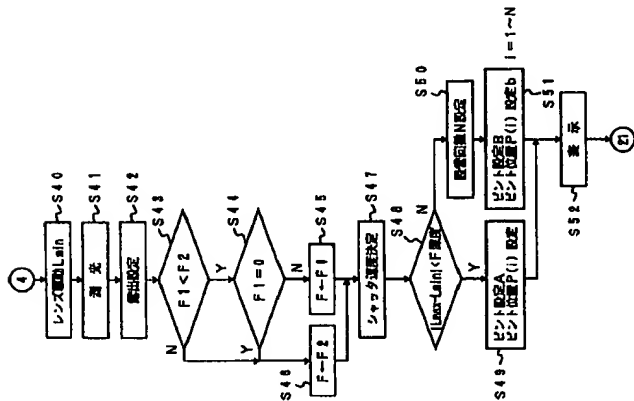 4
レンズ駆動Lmin
S40
測光
S41
露出設定
S42
F1<F2
S43
N
Y
F1=0
S44
Y
N
F←F2
S46
F←F1
S45
シャッタ速度決定
S47
|Lmax-Lmin|<F深度
S48
N
Y
撮影回数N設定
S50
ピント設定A
ピント位置P(i) 設定
S49
ピント設定B
ピント位置P(i) 設定b
i=1~N
S51
表示
S52
21